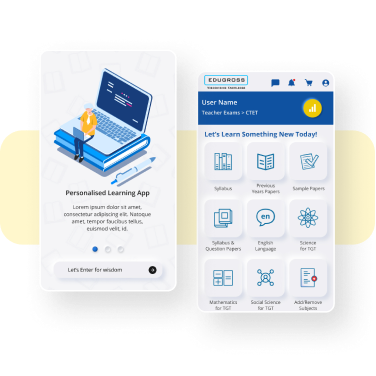 Personalised Learning App
Lorem ipsum dolor sit amet,
consectetur adipiscing elit. Natoque
amet, tempor faucibus tellus,
euismod velit, id.
Let's Enter for wisdom
EDUGROSS
User Name
Teacher Exams > CTET
Let's Learn Something New Today!
Syllabus
Previous
Years Papers
Sample Papers
Syllabus &
Question Papers
en
English
Language
Science
for TGT
Mathematics
for TGT
Social Science
for TGT
Add/Remove
Subjects